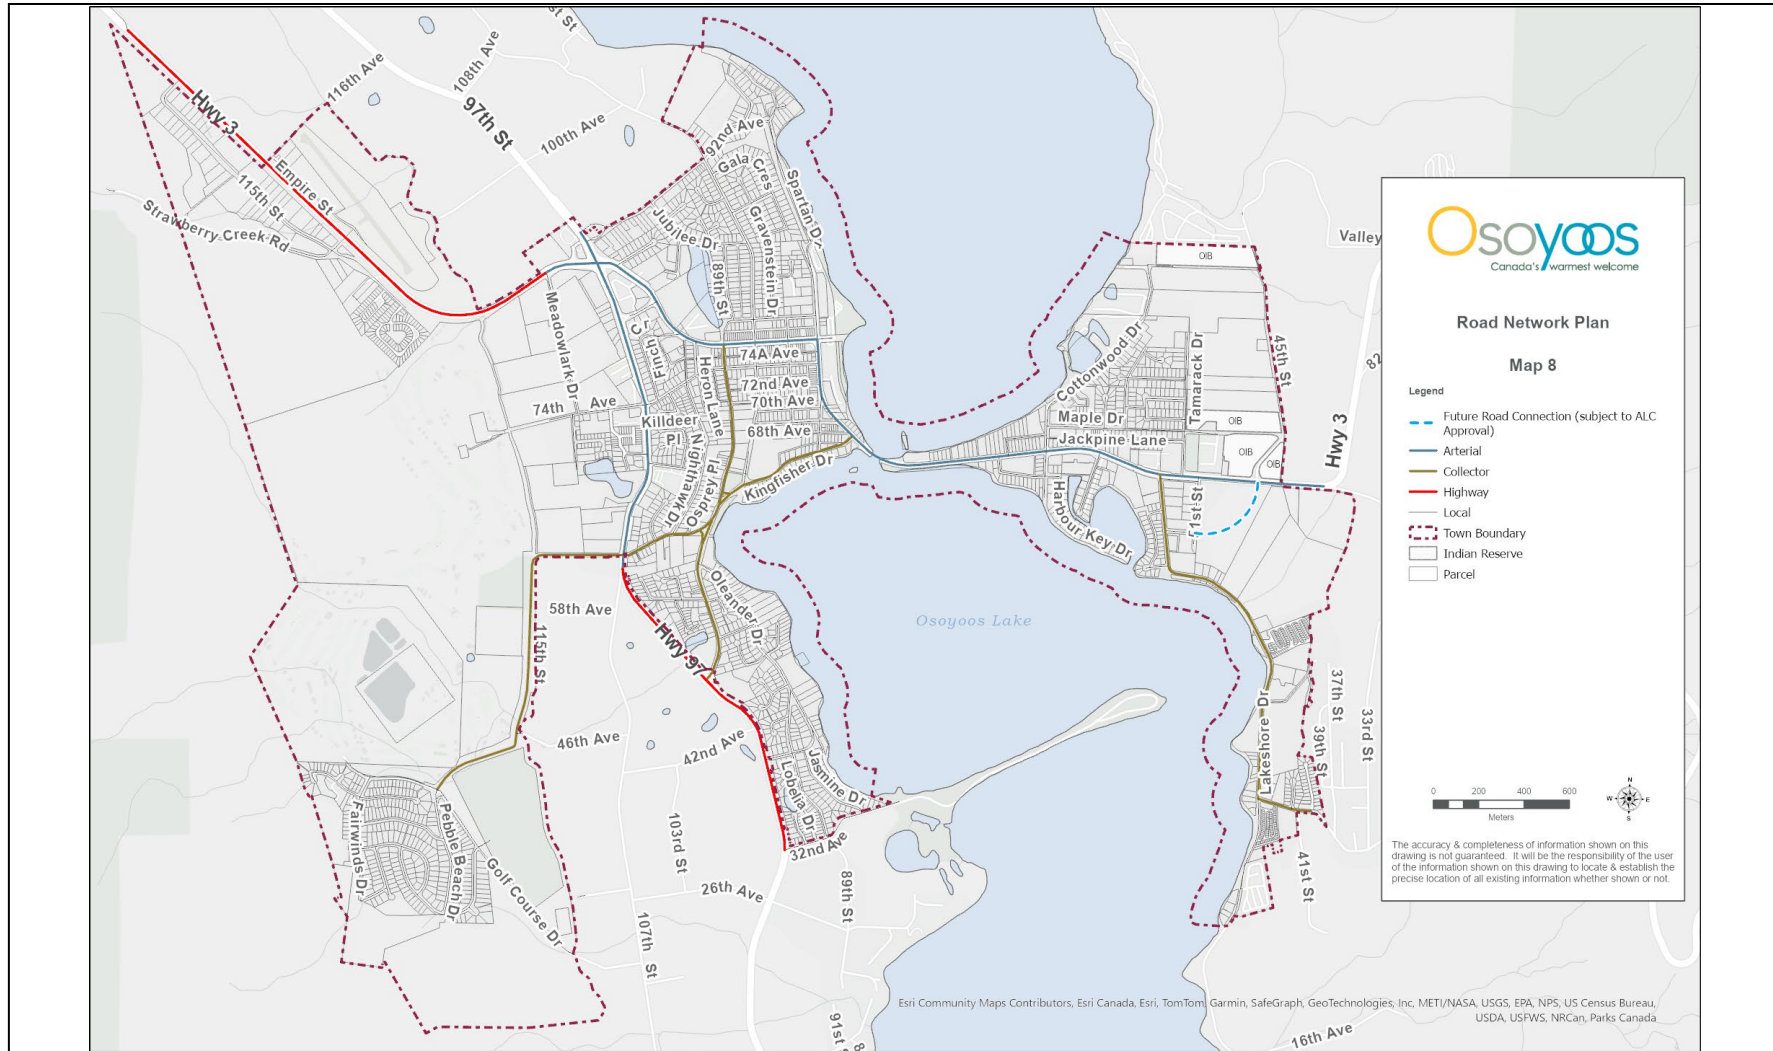 st St
108th Ave
116th Ave
Hwy 3
97th St
100th Ave
92nd Ave
Gala Cres
Empire St
115th St
Strawberry Creek Rd
Spartan Dr
Jubilee Dr
Gravenstein Dr
89th St
Meadowlark Dr
Finch Cr
Heron Lane
74A Ave
72nd Ave
70th Ave
74th Ave
Killdeer Pl
68th Ave
Nighthawk Dr
Osprey Pl
Kingfisher Dr
Oleander Dr
58th Ave
115th St
Hwy 97
46th Ave
42nd Ave
Jasmine Dr
Lobelia Dr
32nd Ave
103rd St
26th Ave
89th St
107th St
Fairwinds Dr
Pebble Beach Dr
Golf Course Dr
91st S
8
Osoyoos Lake
OIB
Valley
Cottonwood Dr
Tamarack Dr
45th St
82
Maple Dr
Jackpine Lane
OIB
OIB
OIB
Hwy 3
Harbour Key Dr
51st St
Lakeshore Dr
37th St
39th St
33rd St
41st St
16th Ave
Osoyoos
Canada's warmest welcome
Road Network Plan
Map 8
Legend
Future Road Connection (subject to ALC
Approval)
Arterial
Collector
Highway
Local
Town Boundary
Indian Reserve
Parcel
0 200 400 600
Meters
N
W E
S
The accuracy & completeness of information shown on this
drawing is not guaranteed. It will be the responsibility of the user
of the information shown on this drawing to locate & establish the
precise location of all existing information whether shown or not.
Esri Community Maps Contributors, Esri Canada, Esri, TomTom, Garmin, SafeGraph, GeoTechnologies, Inc, METI/NASA, USGS, EPA, NPS, US Census Bureau,
USDA, USFWS, NRCan, Parks Canada